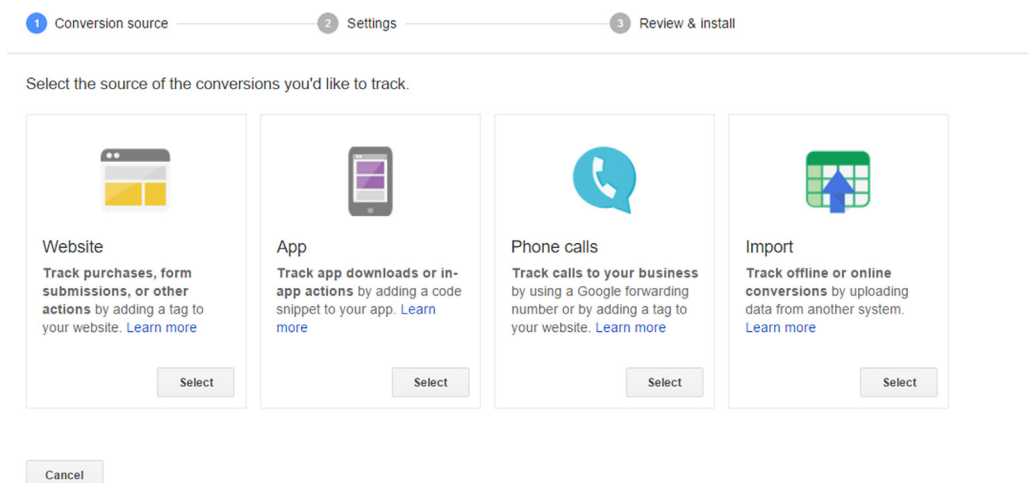 1 Conversion source 2 Settings 3 Review & install
Select the source of the conversions you'd like to track.
Website
Track purchases, form
submissions, or other
actions by adding a tag to
your website. Learn more
Select
App
Track app downloads or in-
app actions by adding a code
snippet to your app. Learn
more
Select
Phone calls
Track calls to your business
by using a Google forwarding
number or by adding a tag to
your website. Learn more
Select
Import
Track offline or online
conversions by uploading
data from another system.
Learn more
Select
Cancel